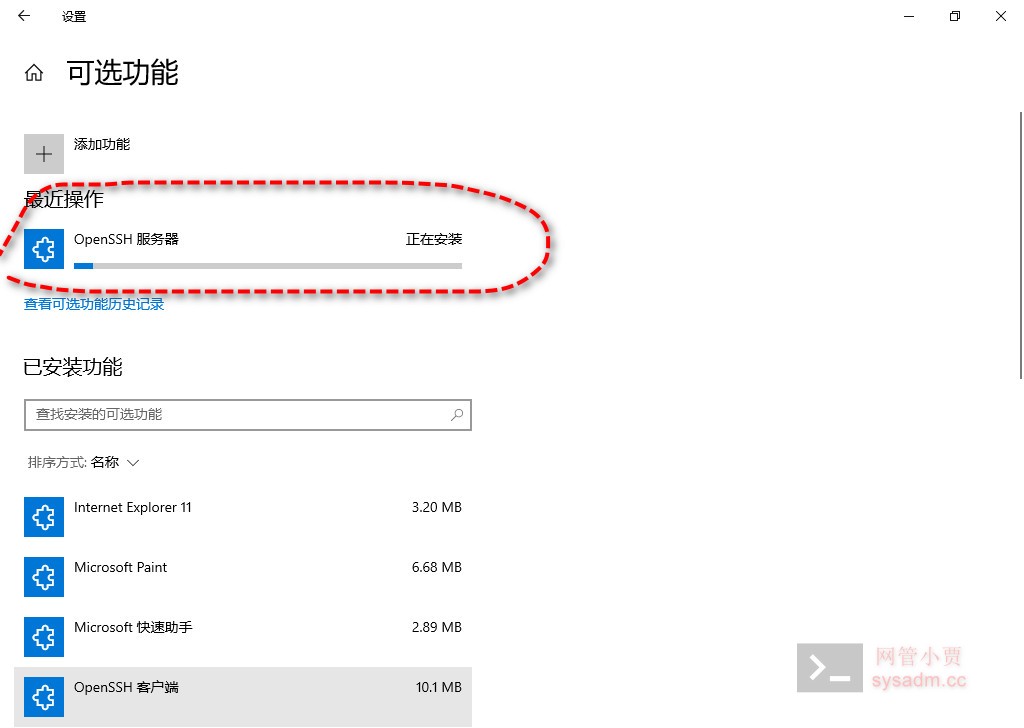 设置
可选功能
添加功能
最近操作
OpenSSH 服务器 正在安装
查看可选功能历史记录
已安装功能
查找安装的可选功能
排序方式: 名称
Internet Explorer 11 3.20 MB
Microsoft Paint 6.68 MB
Microsoft 快速助手 2.89 MB
OpenSSH 客户端 10.1 MB
网管小贾
sysadm.cc